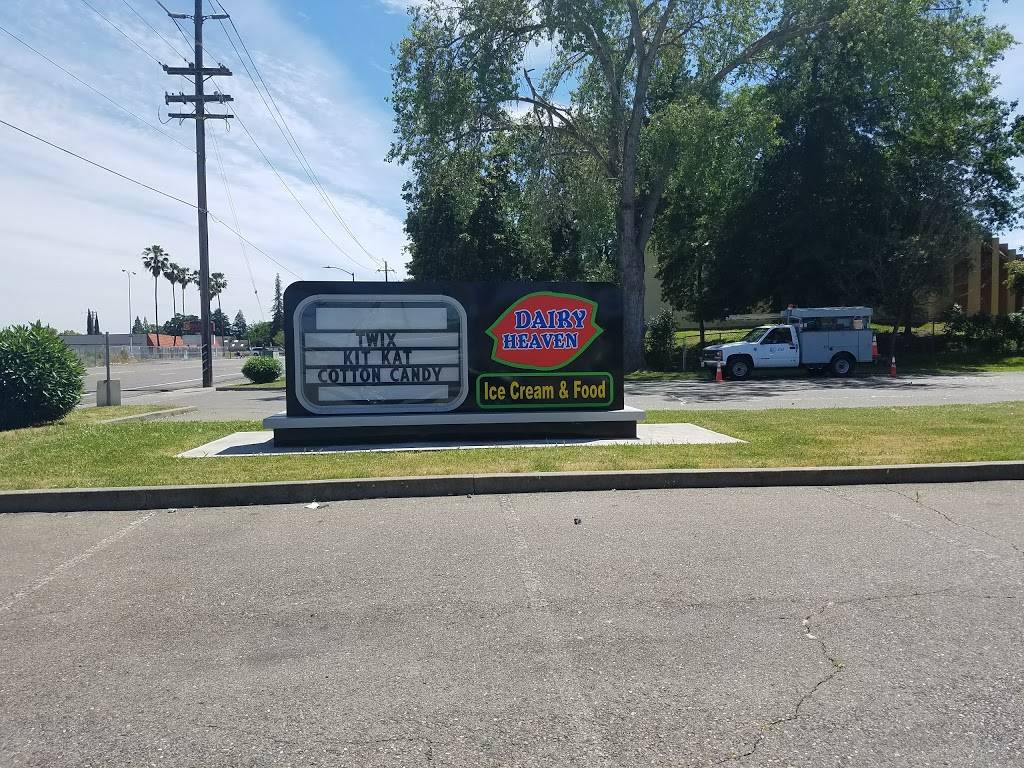 TWIX
KIT KAT
COTTON CANDY
DAIRY
HEAVEN
Ice Cream & Food